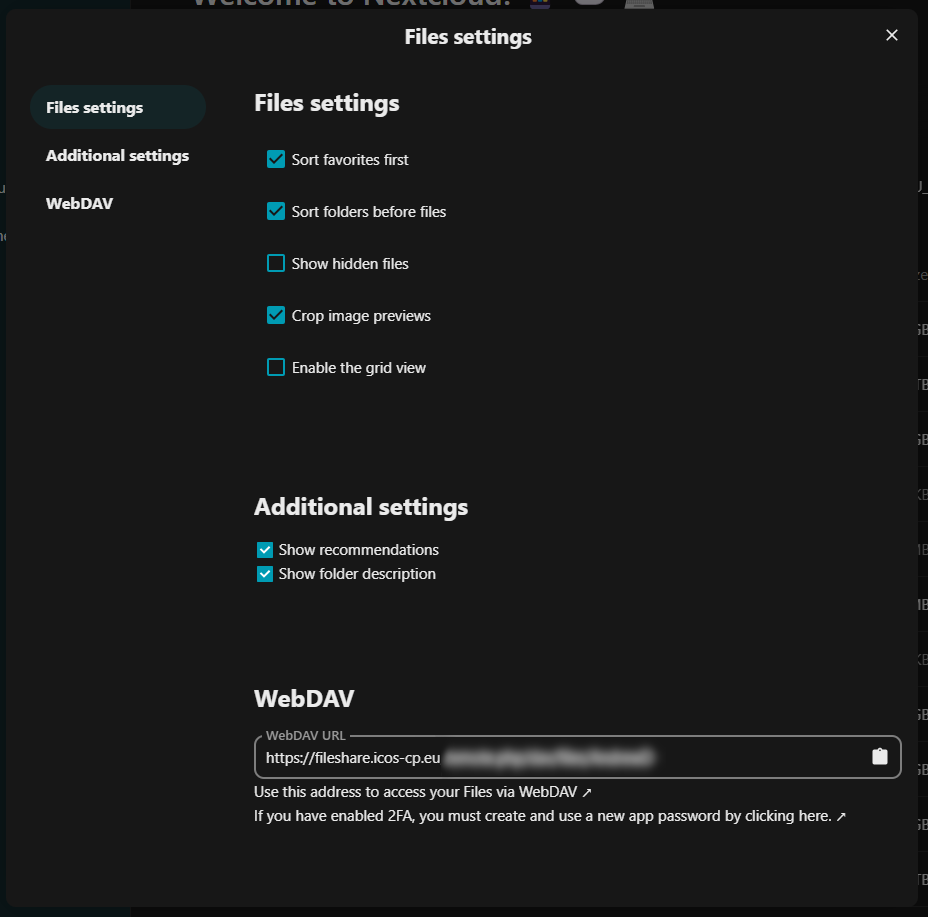 Welcome to Nextcloud!
Files settings
Files settings
Additional settings
WebDAV
Files settings
Sort favorites first
Sort folders before files
Show hidden files
Crop image previews
Enable the grid view
Additional settings
Show recommendations
Show folder description
WebDAV
WebDAV URL
https://fileshare.icos-cp.eu
Use this address to access your Files via WebDAV ↗
If you have enabled 2FA, you must create and use a new app password by clicking here. ↗